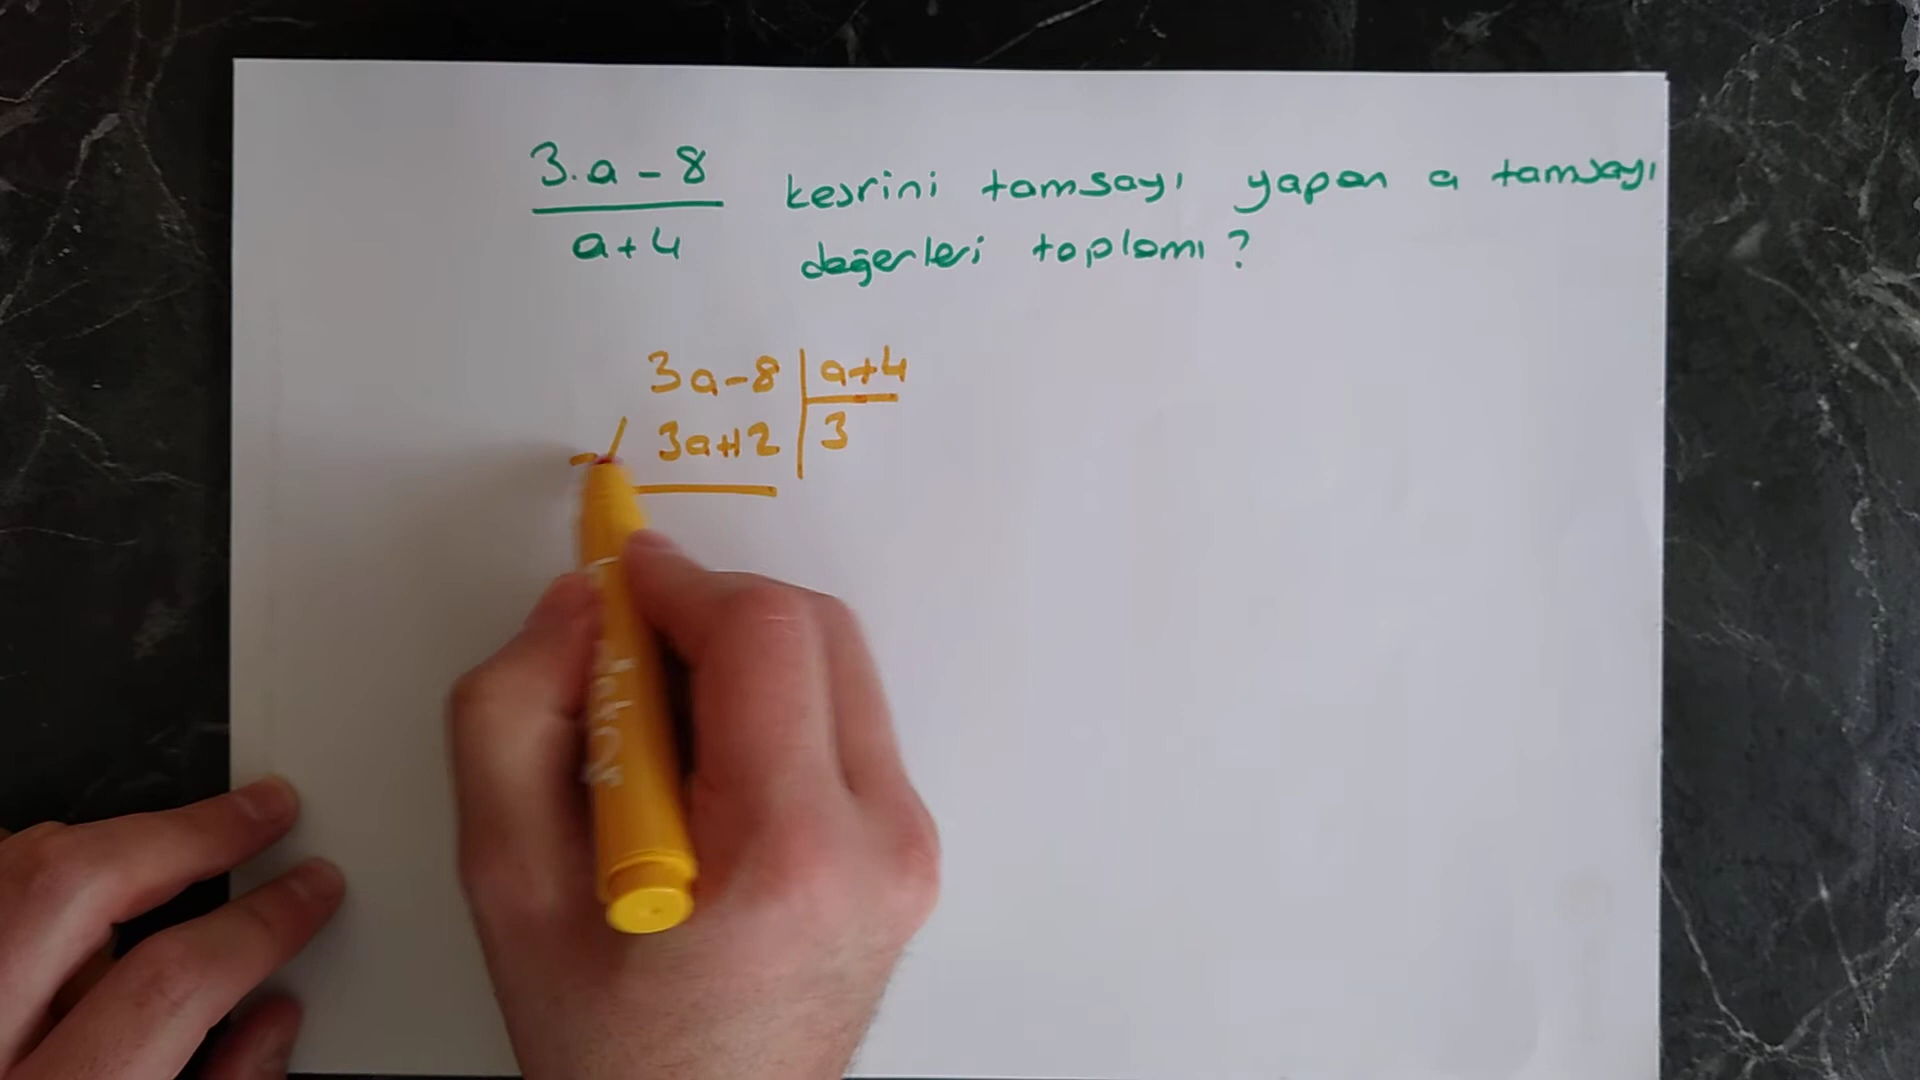 3.a - 8 kesrini tamsayı yapan a tamsayı
a+4 değerleri toplamı?
3a-8 a+4
- 3a+12 3